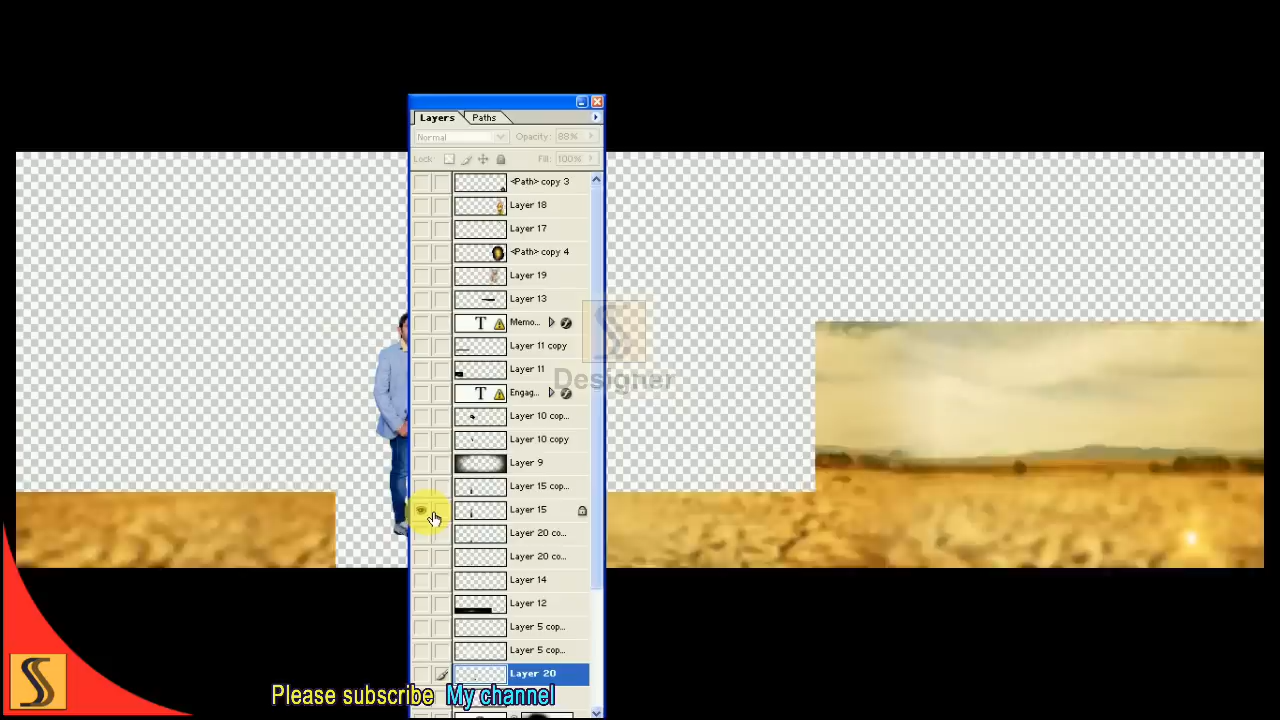 Layers Paths
Normal Opacity: 89%
Lock: Fill: 100%
<Path> copy 3
Layer 18
Layer 17
<Path> copy 4
Layer 19
Layer 13
T Memo...
Layer 11 copy
Layer 11
T Engag...
Layer 10 cop...
Layer 10 copy
Layer 9
Layer 15 cop...
Layer 15
Layer 20 co...
Layer 20 co...
Layer 14
Layer 12
Layer 5 cop...
Layer 5 cop...
Layer 20
Designer
Please subscribe My channel